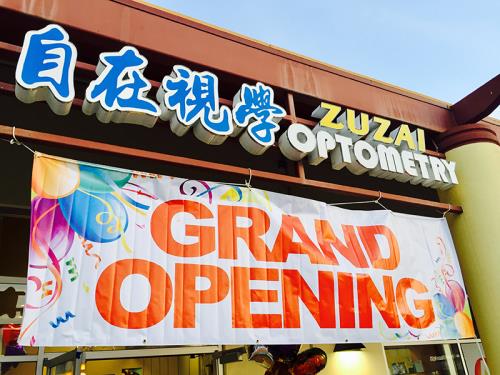 自在視學
ZUZAI
OPTOMETRY
GRAND
OPENING